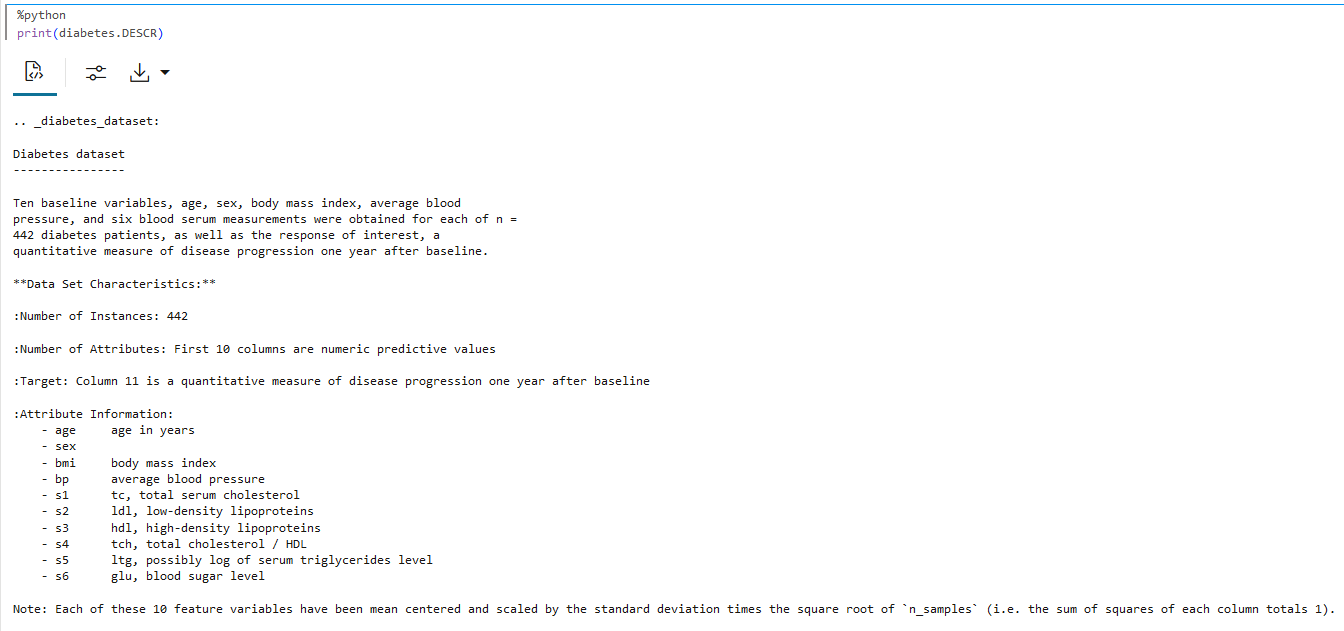 %python
print(diabetes.DESCR)
.. _diabetes_dataset:
Diabetes dataset
----------------
Ten baseline variables, age, sex, body mass index, average blood
pressure, and six blood serum measurements were obtained for each of n =
442 diabetes patients, as well as the response of interest, a
quantitative measure of disease progression one year after baseline.
**Data Set Characteristics:**
:Number of Instances: 442
:Number of Attributes: First 10 columns are numeric predictive values
:Target: Column 11 is a quantitative measure of disease progression one year after baseline
:Attribute Information:
    - age     age in years
    - sex
    - bmi     body mass index
    - bp      average blood pressure
    - s1      tc, total serum cholesterol
    - s2      ldl, low-density lipoproteins
    - s3      hdl, high-density lipoproteins
    - s4      tch, total cholesterol / HDL
    - s5      ltg, possibly log of serum triglycerides level
    - s6      glu, blood sugar level
Note: Each of these 10 feature variables have been mean centered and scaled by the standard deviation times the square root of `n_samples` (i.e. the sum of squares of each column totals 1).